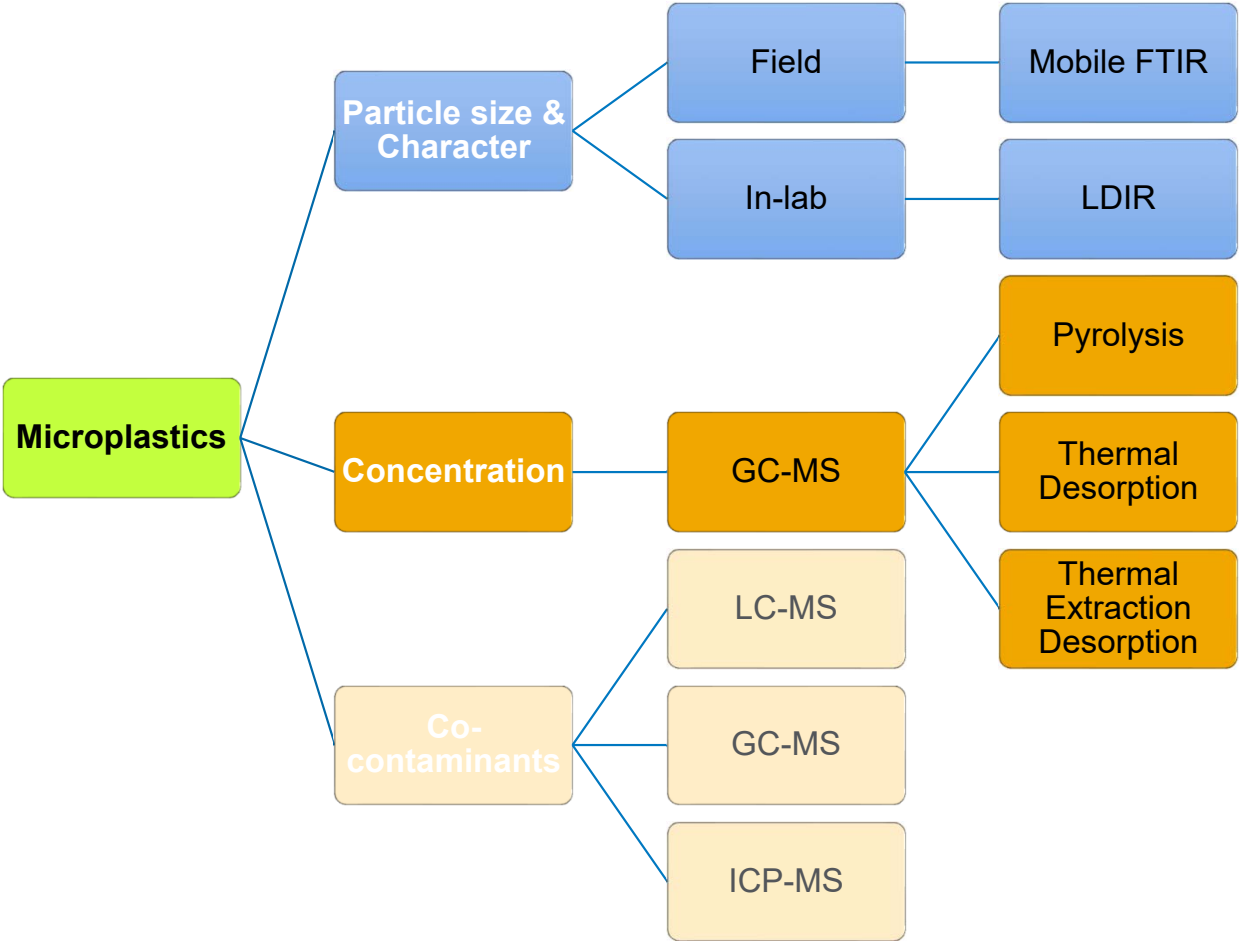 Field
Mobile FTIR
Particle size &
Character
In-lab
LDIR
Pyrolysis
Microplastics
Concentration
GC-MS
Thermal
Desorption
Thermal
Extraction
Desorption
LC-MS
Co-
contaminants
GC-MS
ICP-MS